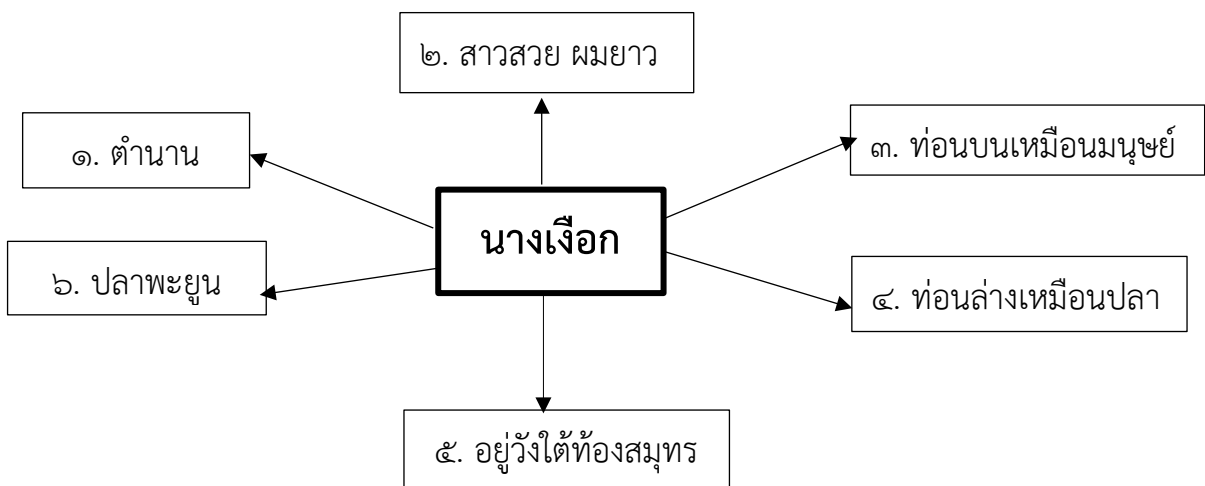 ๒. สาวสวย ผมยาว
๑. ตำนาน
๓. ท่อนบนเหมือนมนุษย์
นางเงือก
๖. ปลาพะยูน
๔. ท่อนล่างเหมือนปลา
๕. อยู่วังใต้ท้องสมุทร